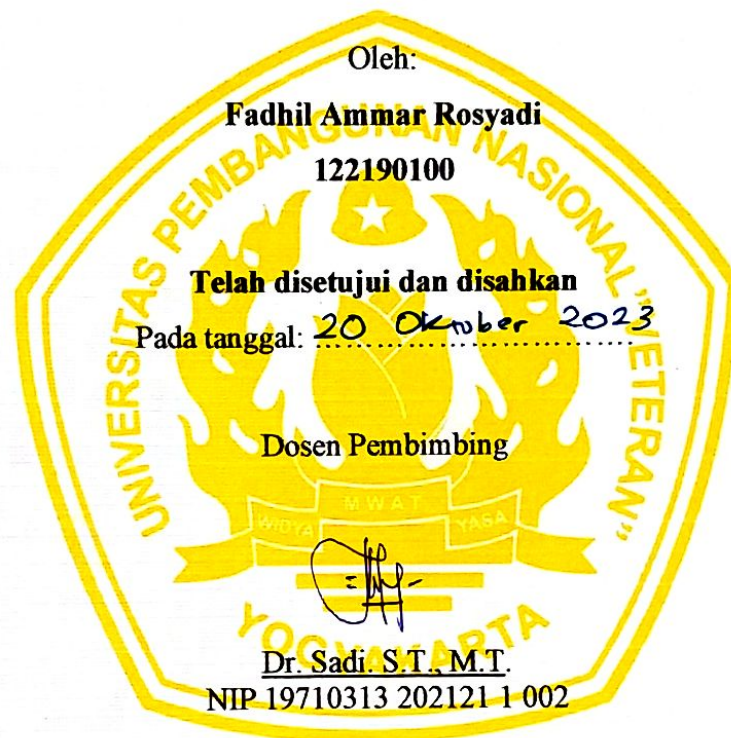 Oleh:
Fadhil Ammar Rosyadi
122190100
UNIVERSITAS PEMBANGUNAN NASIONAL "VETERAN"
Telah disetujui dan disahkan
Pada tanggal: 20 Oktober 2023
Dosen Pembimbing
WIDYA MWAT YASA
YOGYAKARTA
Dr. Sadi. S.T., M.T.
NIP 19710313 202121 1 002